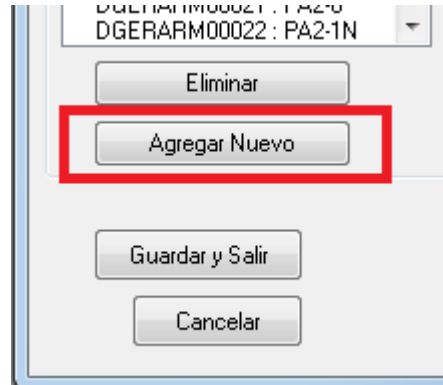 DGERARM00022 : PA2-1N
Eliminar
Agregar Nuevo
Guardar y Salir
Cancelar